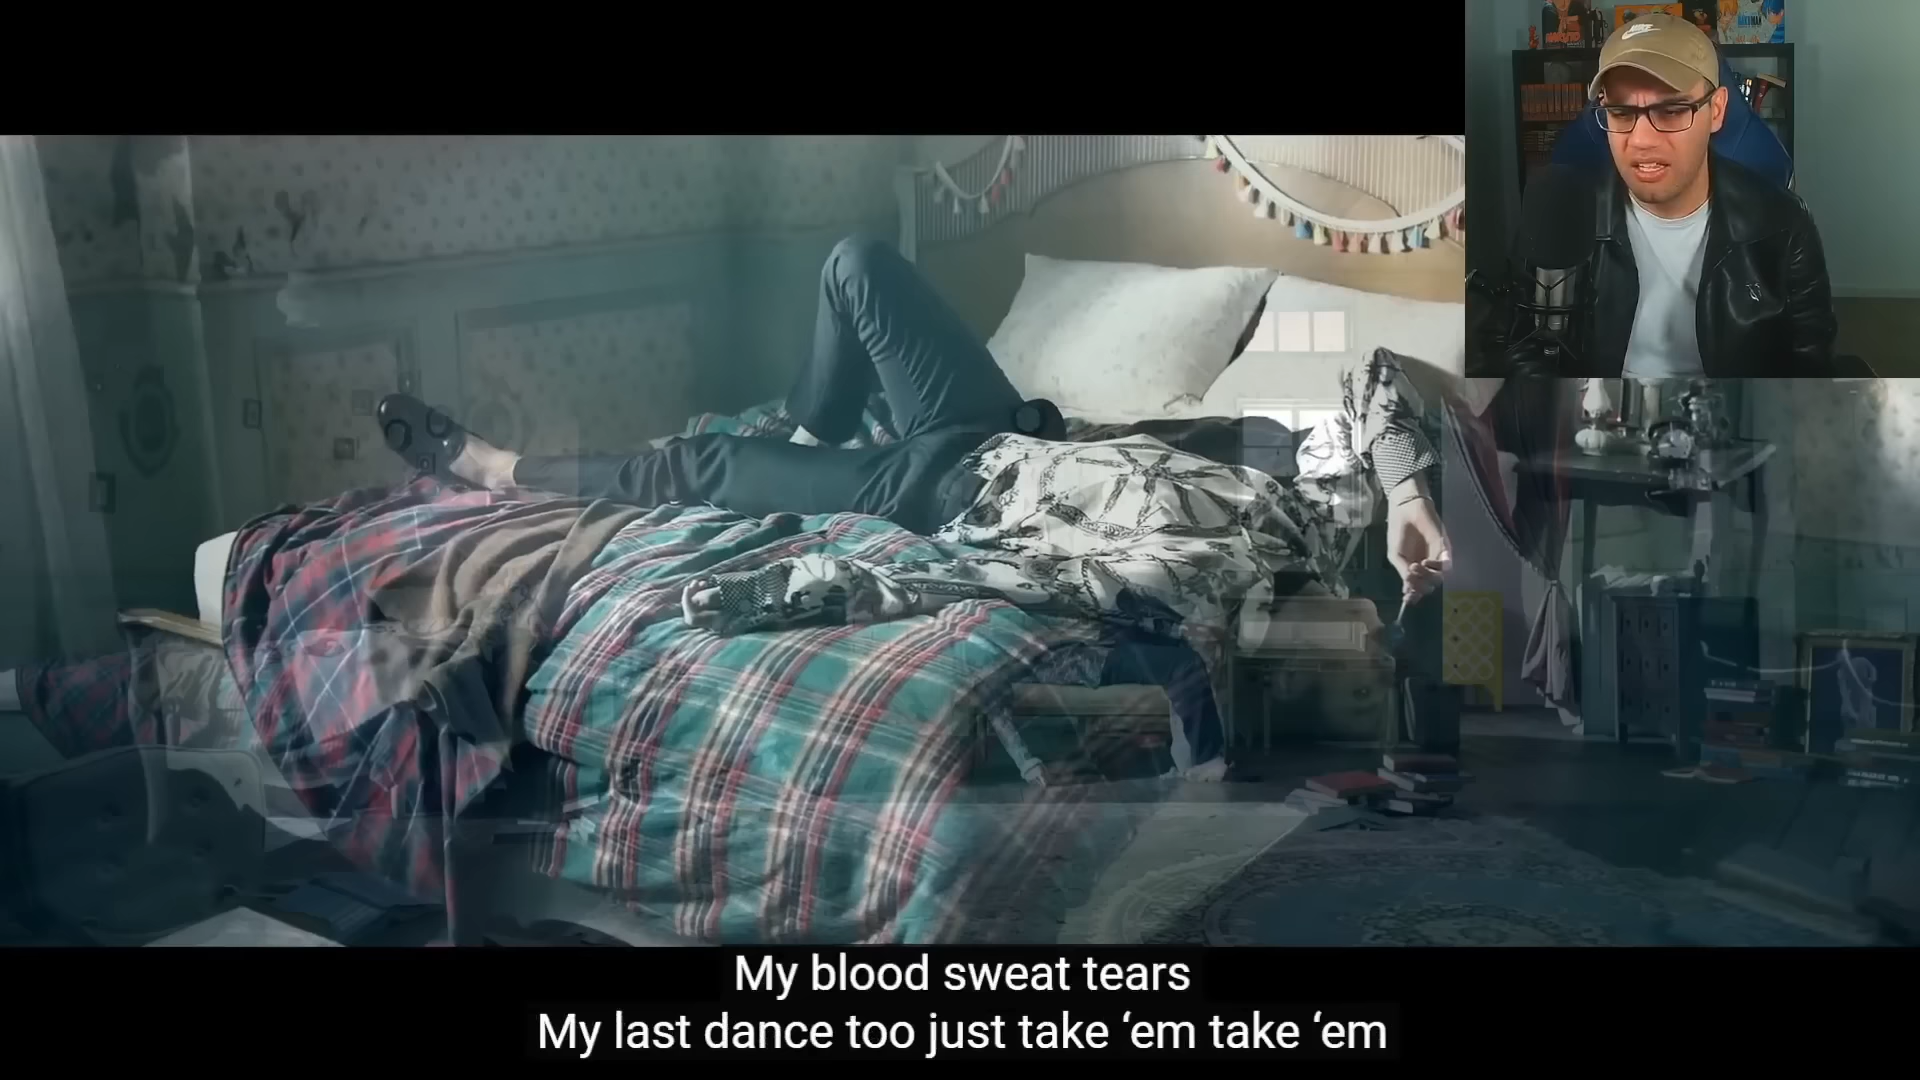 My blood sweat tears
My last dance too just take ‘em take ‘em